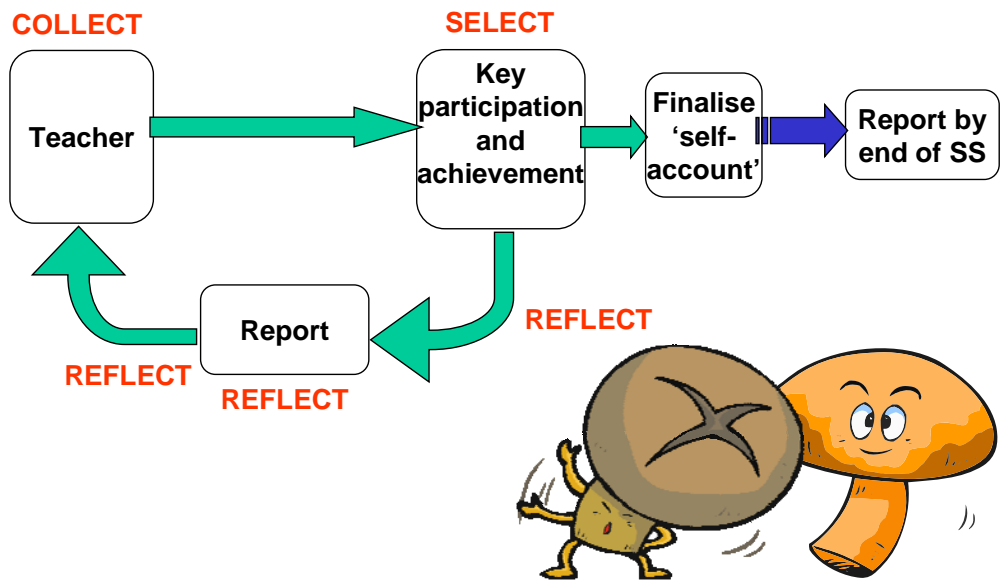 COLLECT
SELECT
Teacher
Key
participation
and
achievement
Finalise
‘self-
account’
Report by
end of SS
Report
REFLECT
REFLECT
REFLECT